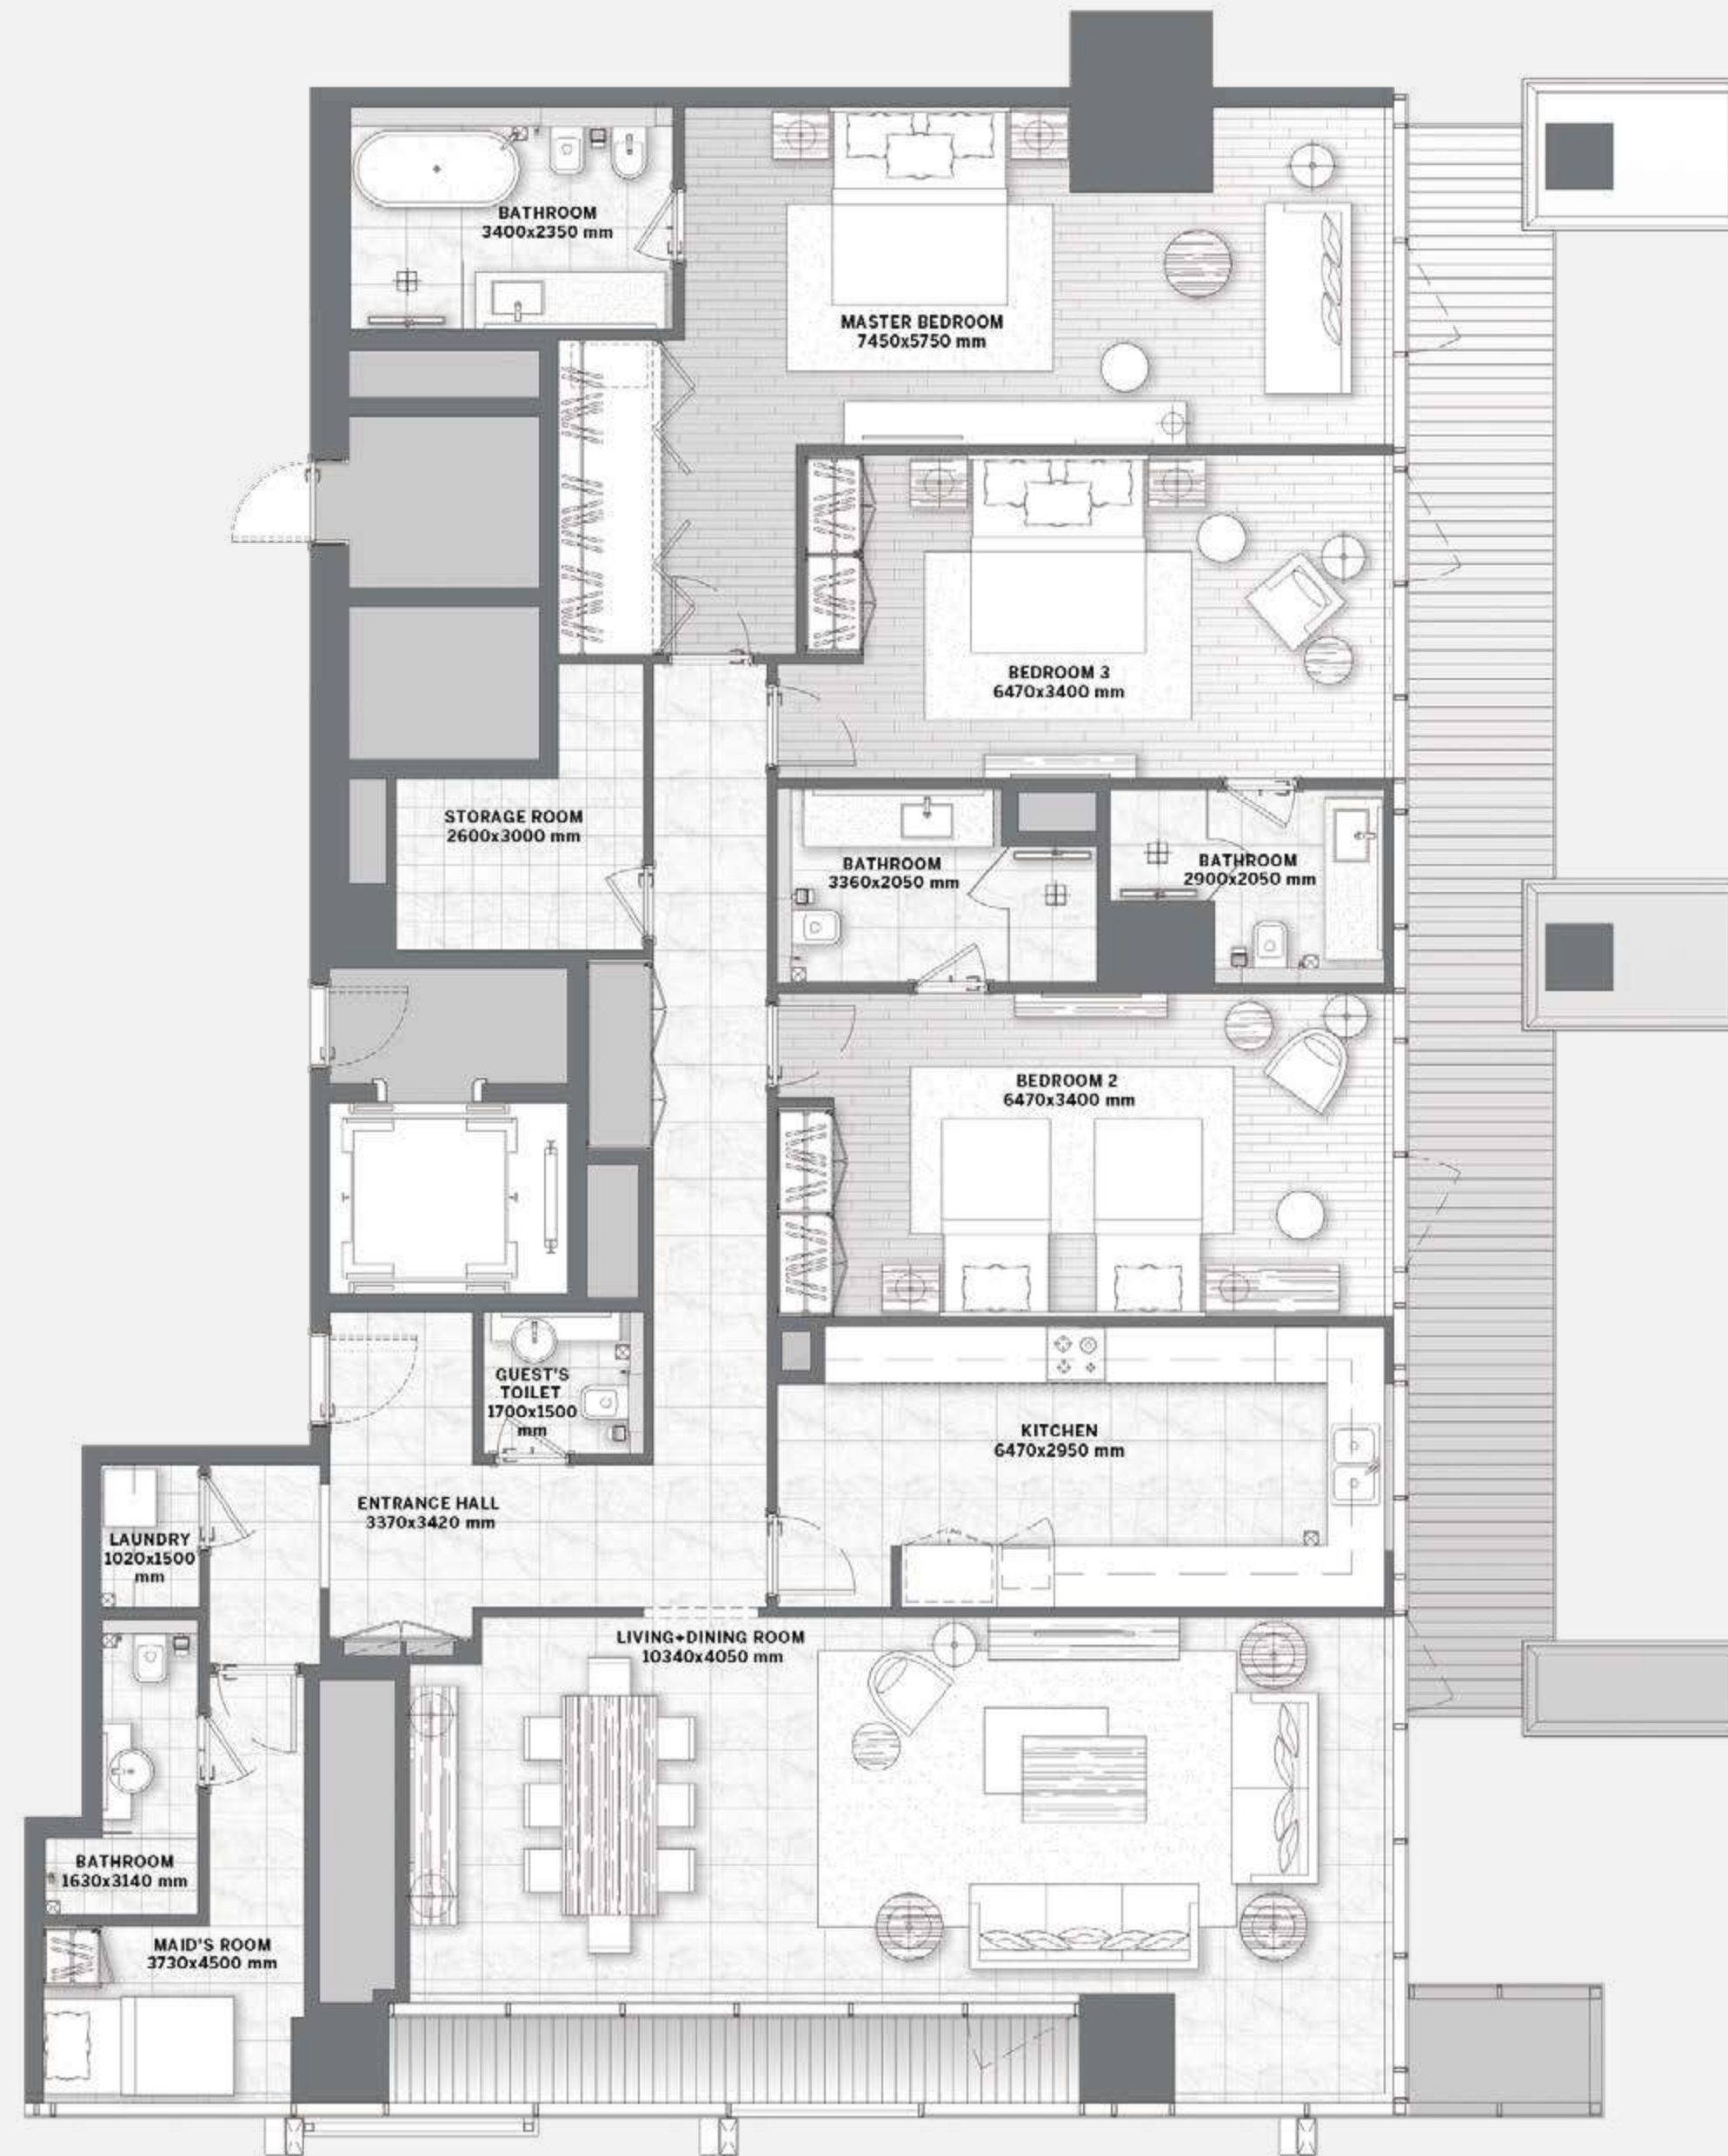 BATHROOM
3400x2350 mm
MASTER BEDROOM
7450x5750 mm
BEDROOM 3
6470x3400 mm
STORAGE ROOM
2600x3000 mm
BATHROOM
3360x2050 mm
BATHROOM
2900x2050 mm
BEDROOM 2
6470x3400 mm
GUEST'S
TOILET
1700x1500
mm
KITCHEN
6470x2950 mm
ENTRANCE HALL
3370x3420 mm
LAUNDRY
1020x1500
mm
LIVING+DINING ROOM
10340x4050 mm
BATHROOM
1630x3140 mm
MAID'S ROOM
3730x4500 mm